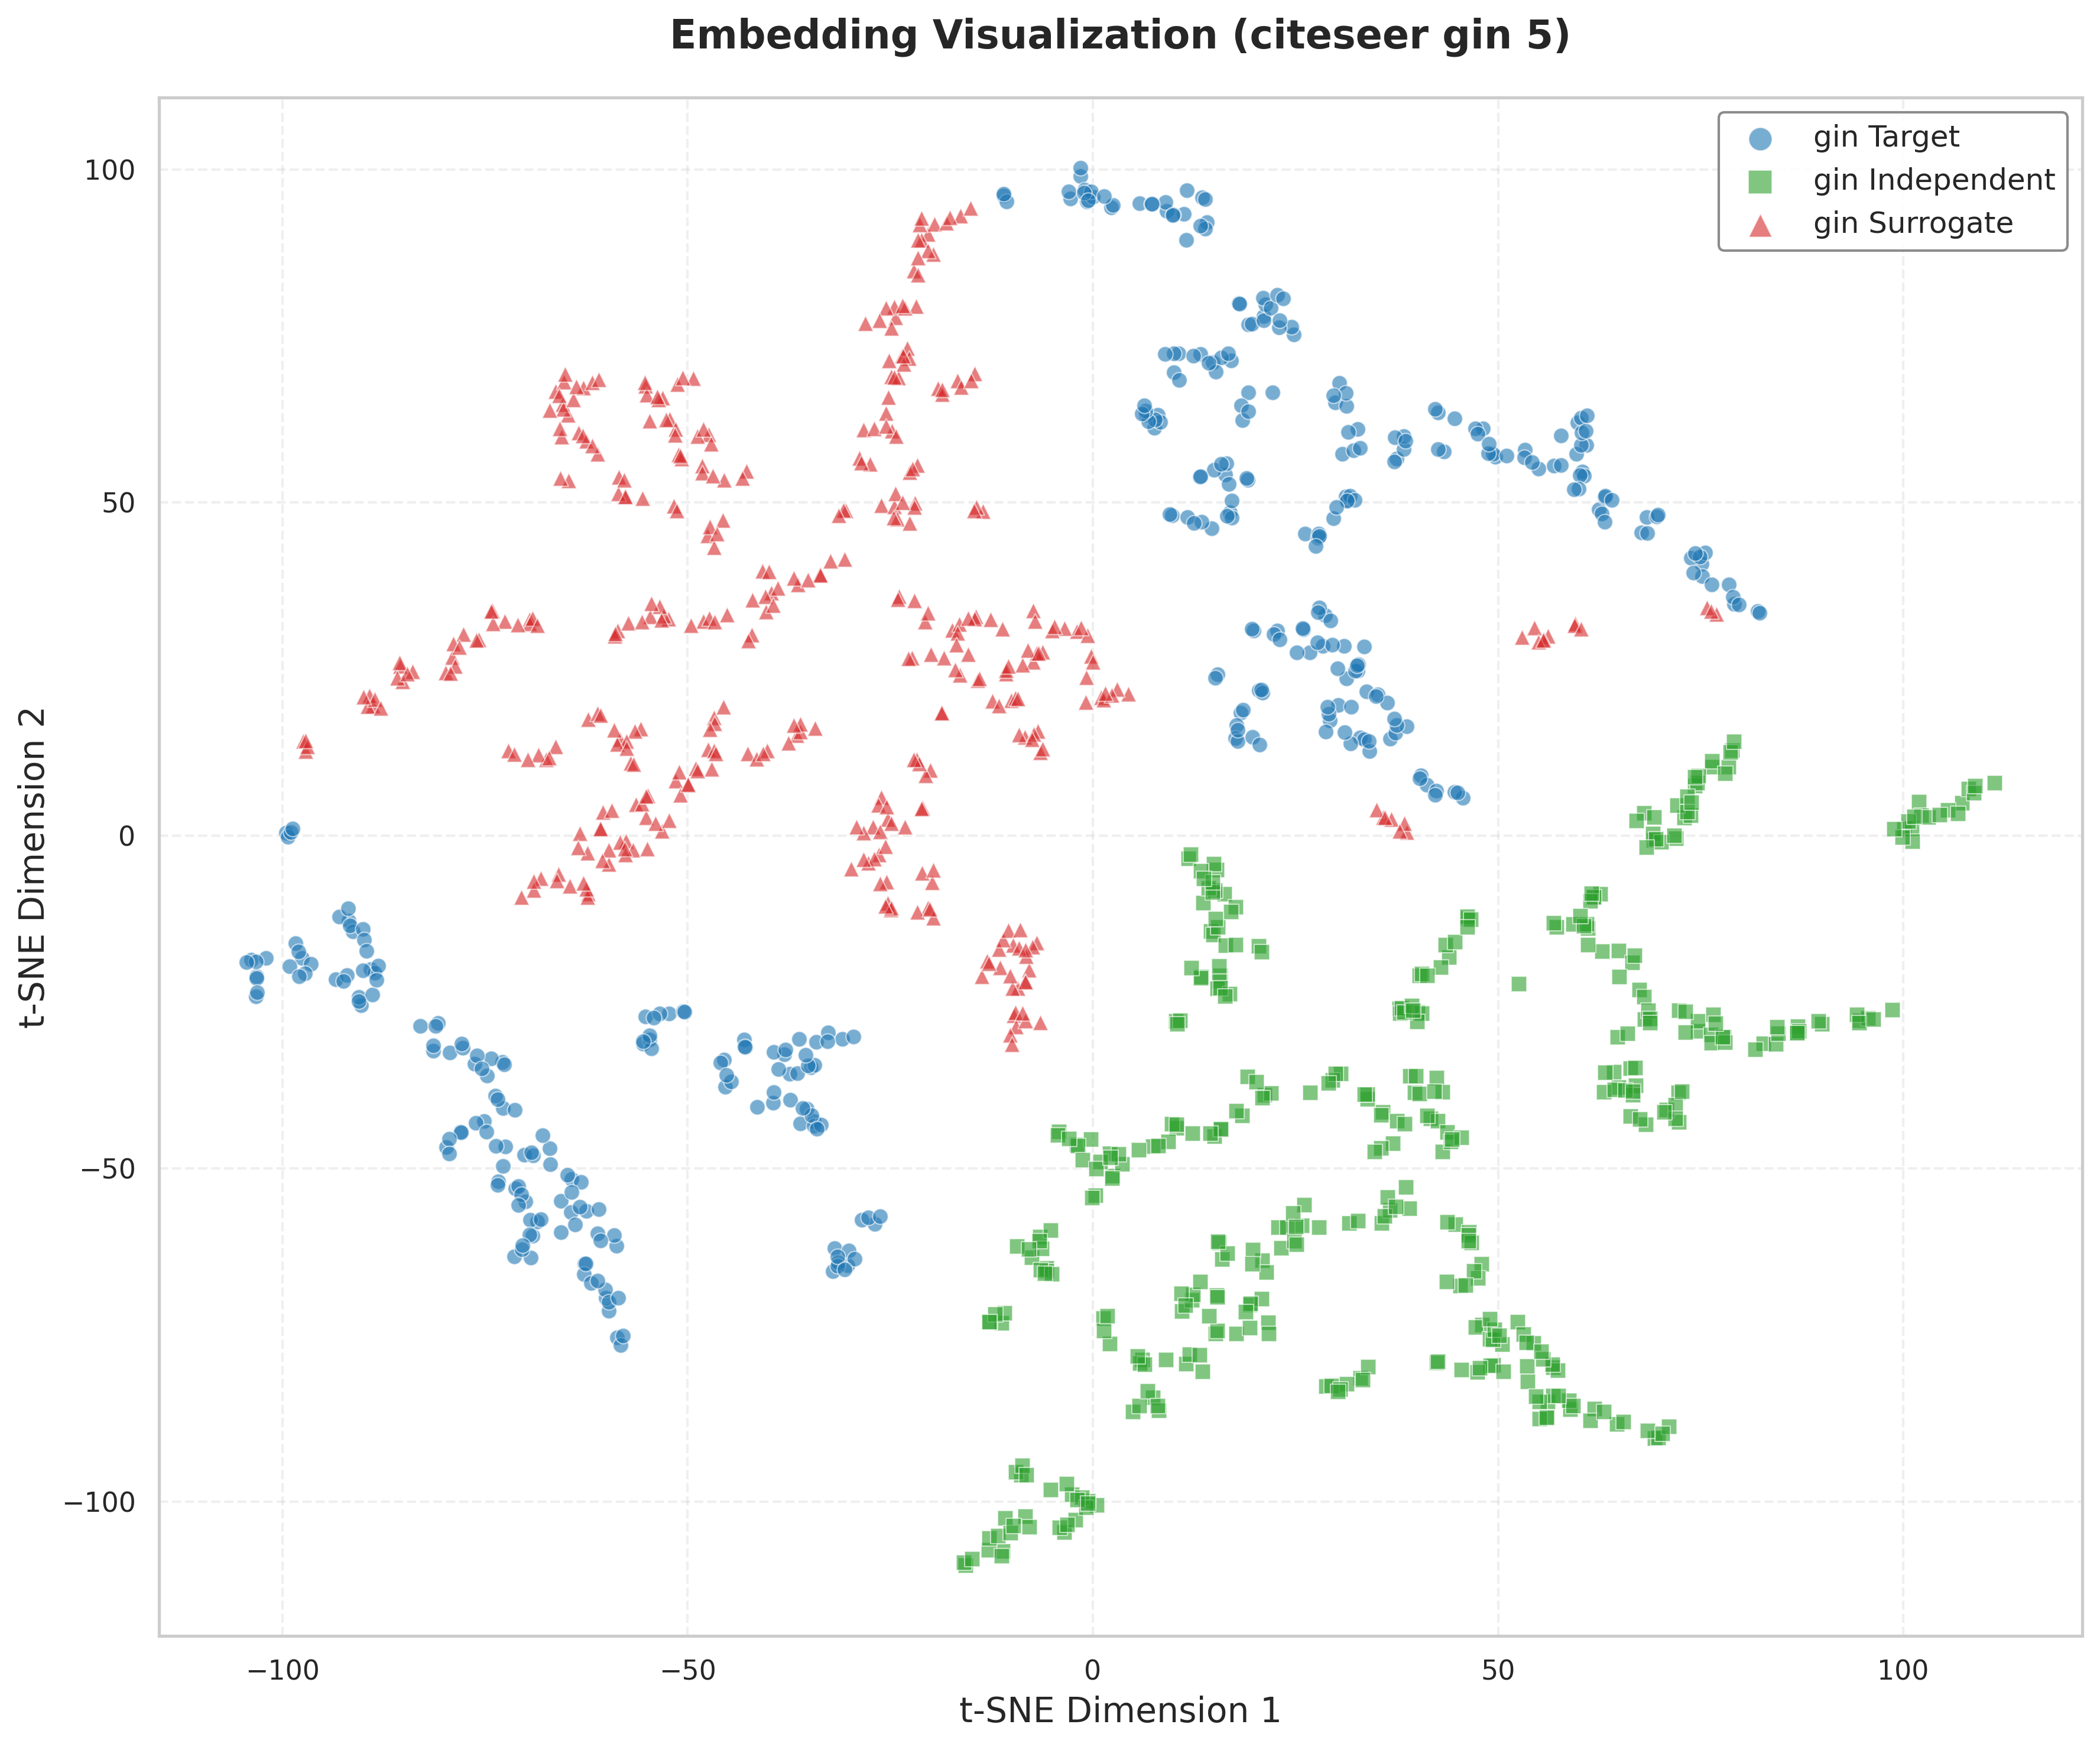 Embedding Visualization (citeseer gin 5)
gin Target
gin Independent
gin Surrogate
t-SNE Dimension 2
100
50
0
−50
−100
−100
−50
0
50
100
t-SNE Dimension 1